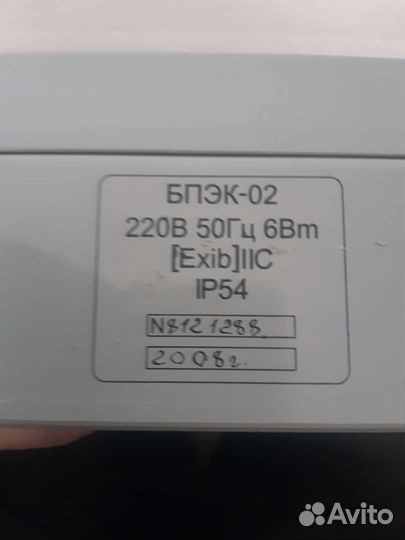 БПЭК-02
220В 50Гц 6Вт
[Exib]IIC
IP54
N8121288
2008г.
Avito